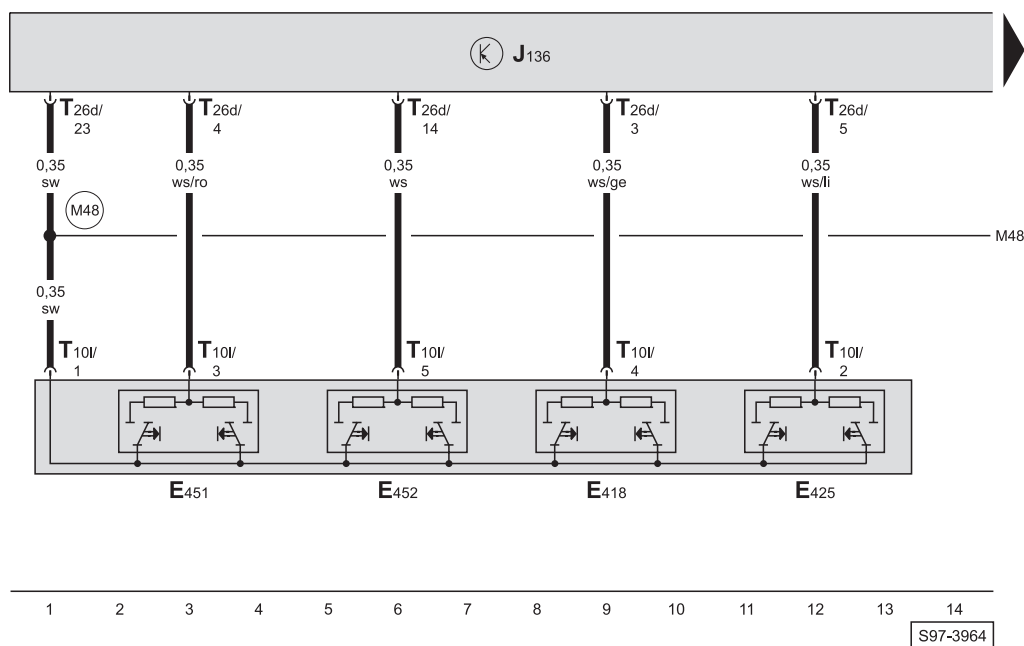 J136
T26d/ T26d/ T26d/ T26d/ T26d/
23 4 14 3 5
0,35 0,35 0,35 0,35 0,35
sw ws/ro ws ws/ge ws/li
M48
M48
0,35
sw
T10l/ T10l/ T10l/ T10l/ T10l/
1 3 5 4 2
E451 E452 E418 E425
1 2 3 4 5 6 7 8 9 10 11 12 13 14
S97-3964